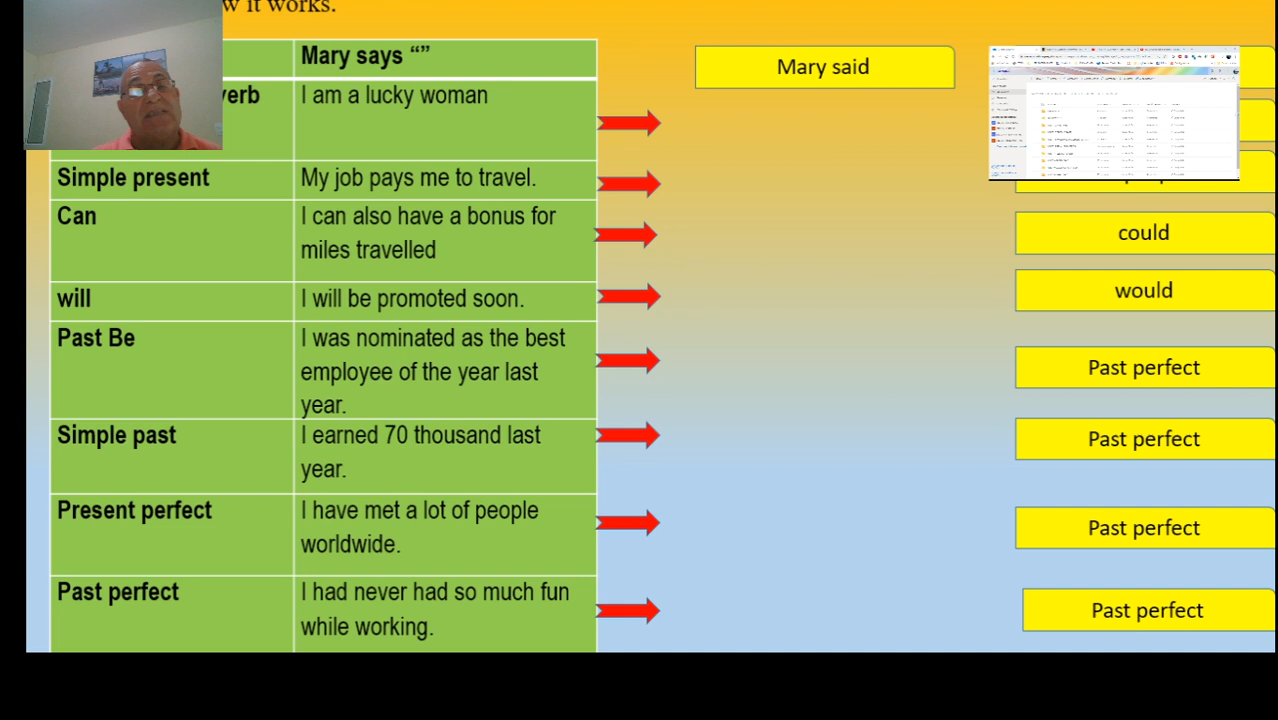 w it works.
Mary says “”
Mary said
verb
I am a lucky woman
Simple present
My job pays me to travel.
Can
I can also have a bonus for
miles travelled
could
will
I will be promoted soon.
would
Past Be
I was nominated as the best
employee of the year last
year.
Past perfect
Simple past
I earned 70 thousand last
year.
Past perfect
Present perfect
I have met a lot of people
worldwide.
Past perfect
Past perfect
I had never had so much fun
while working.
Past perfect